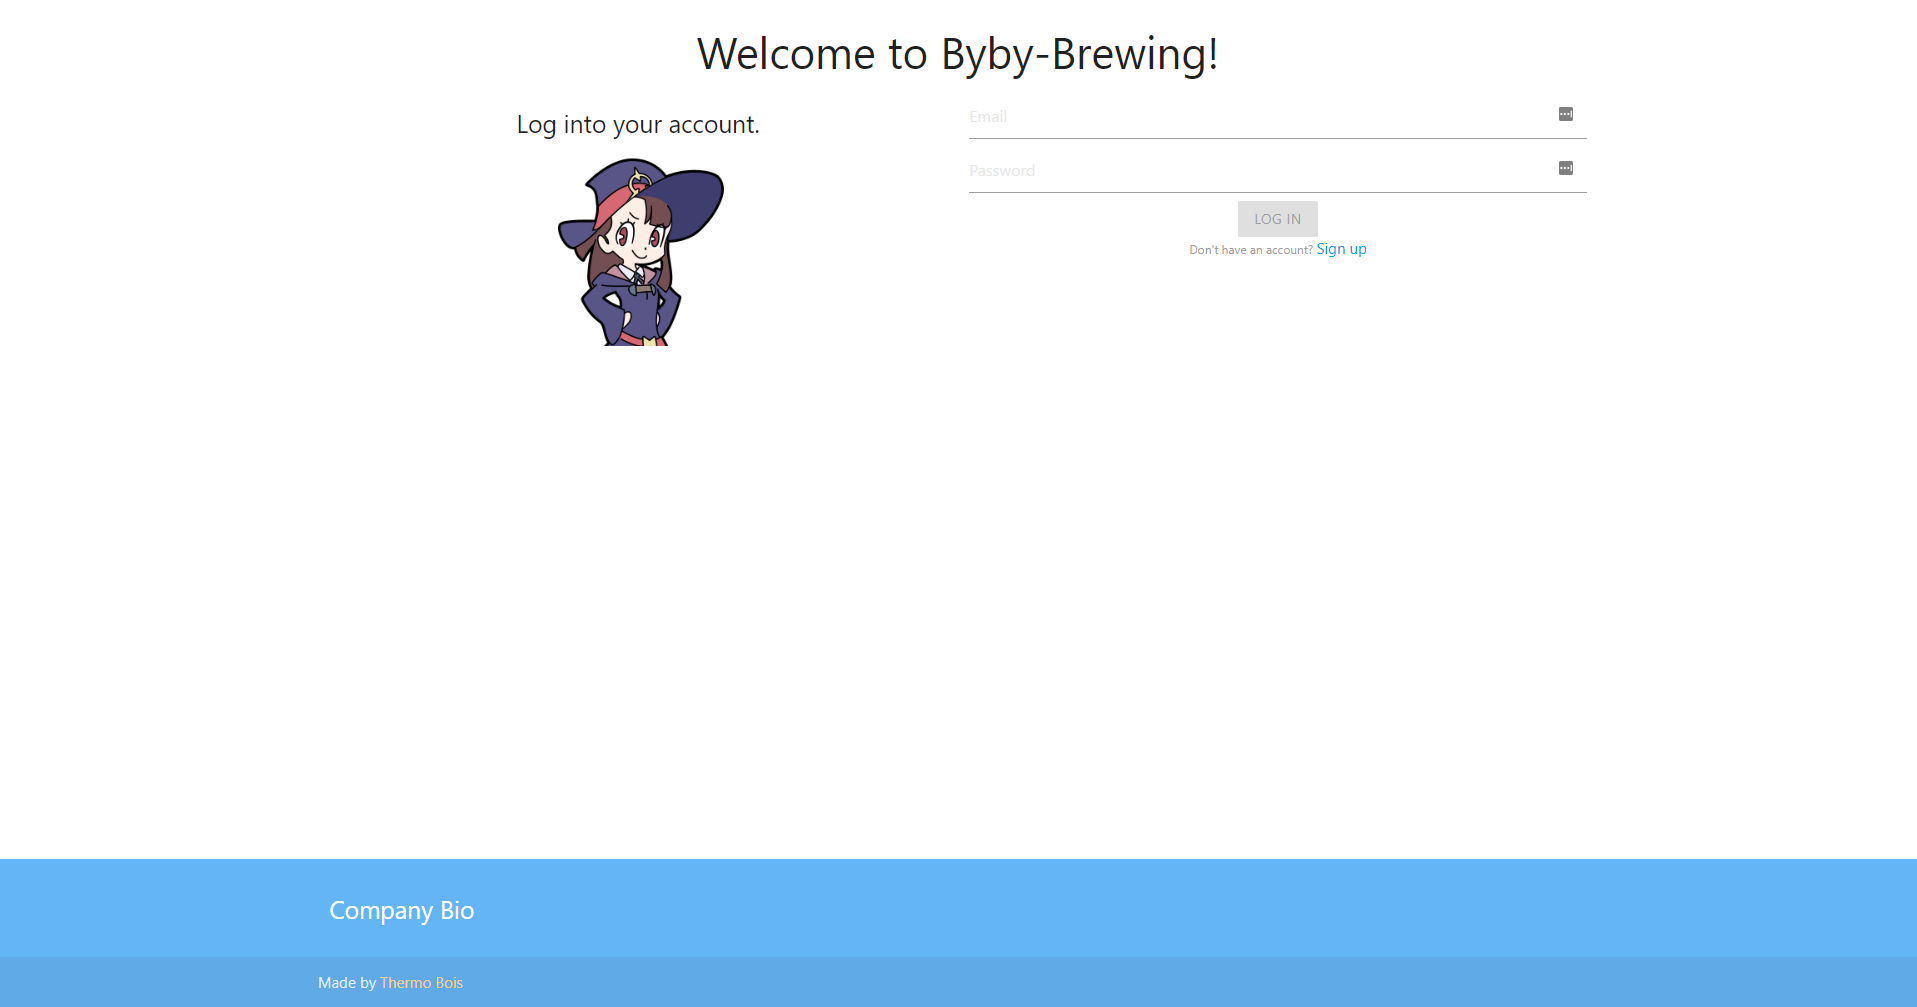 Welcome to Byby-Brewing!
Log into your account.
Email
Password
LOG IN
Don't have an account? Sign up
Company Bio
Made by Thermo Bois